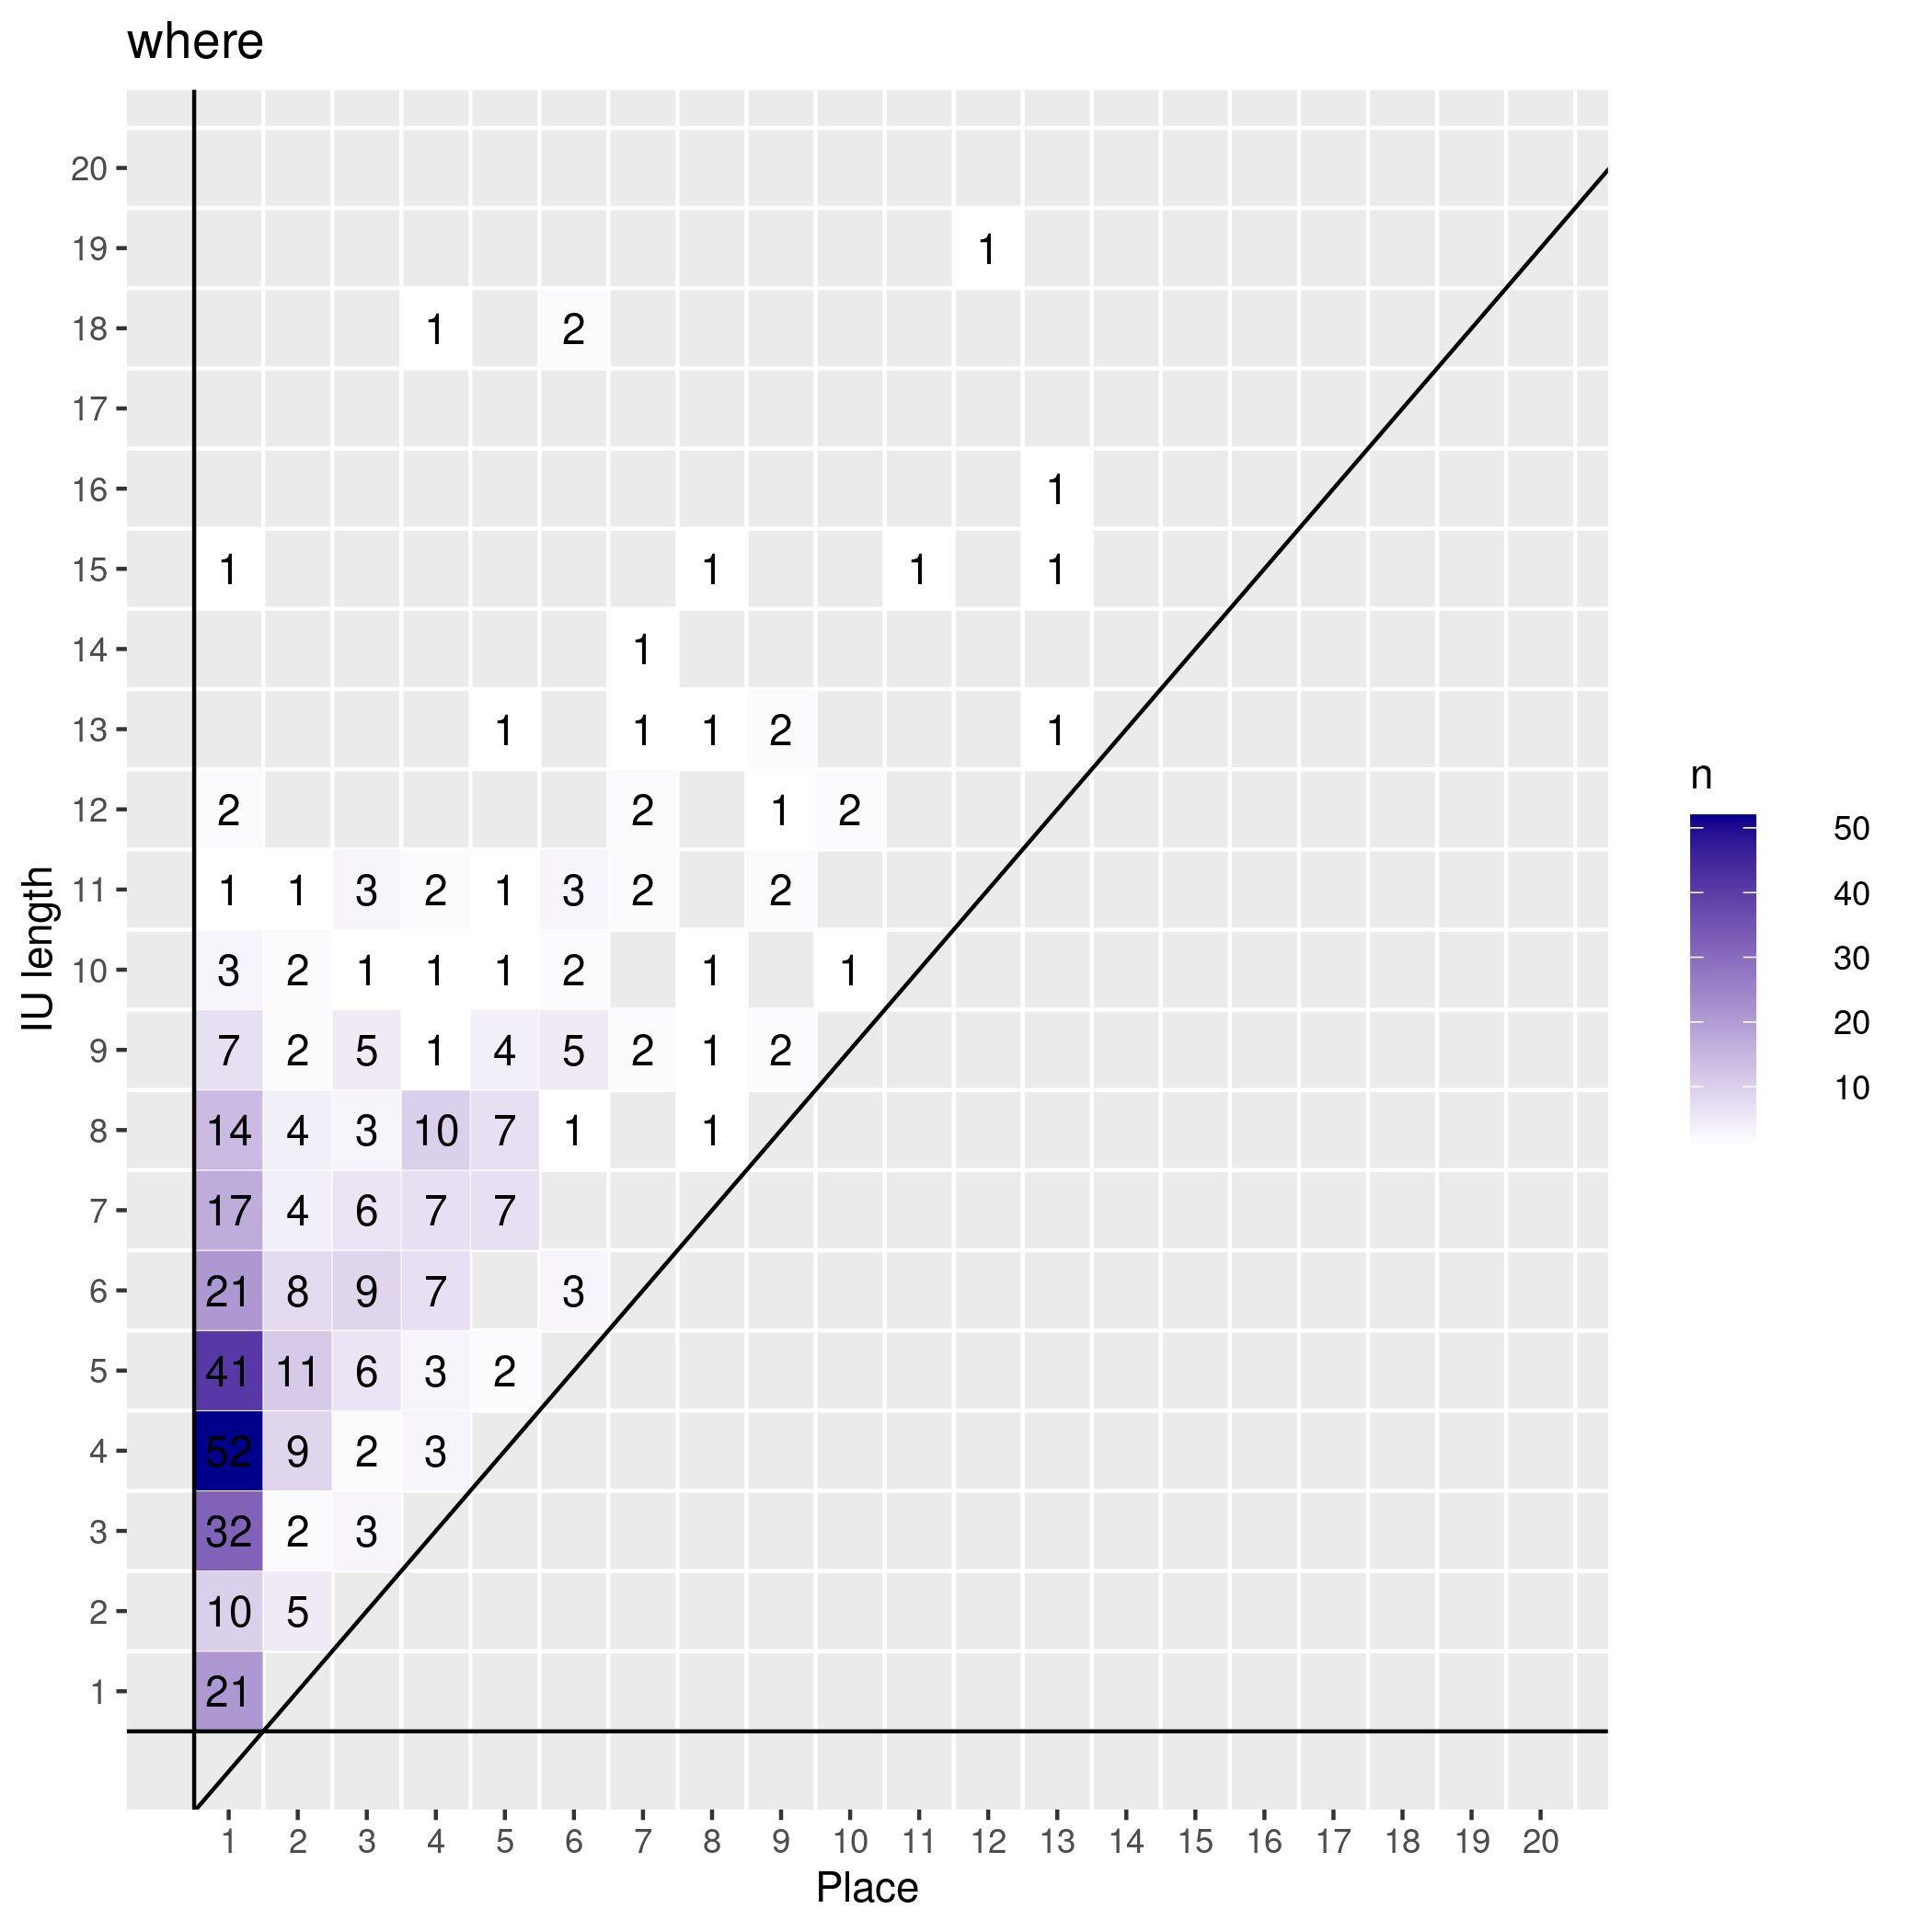 where
20
19 1
18 1 2
17
16 1
15 1 1 1 1
14 1
13 1 1 1 2 1
12 2 2 1 2
11 1 1 3 2 1 3 2 2
10 3 2 1 1 1 2 1 1
9 7 2 5 1 4 5 2 1 2
8 14 4 3 10 7 1 1
7 17 4 6 7 7
6 21 8 9 7 3
5 41 11 6 3 2
4 52 9 2 3
3 32 2 3
2 10 5
1 21
1 2 3 4 5 6 7 8 9 10 11 12 13 14 15 16 17 18 19 20
Place
IU length
n
50
40
30
20
10